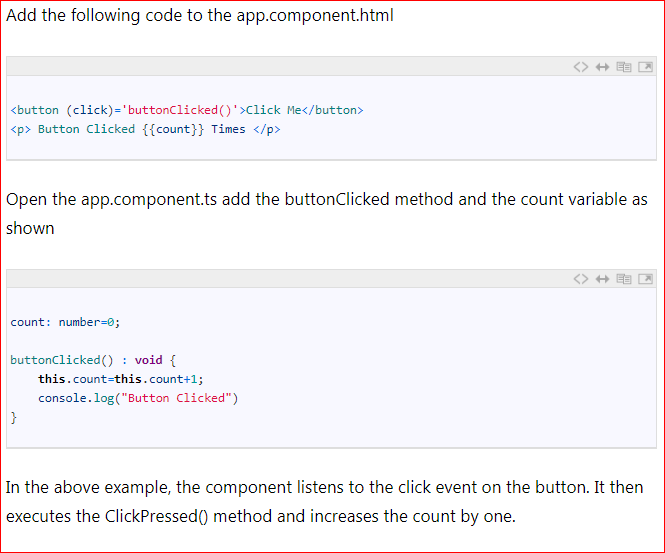 Add the following code to the app.component.html
<button (click)='buttonClicked()'>Click Me</button>
<p> Button Clicked {{count}} Times </p>
Open the app.component.ts add the buttonClicked method and the count variable as
shown
count: number=0;
buttonClicked() : void {
    this.count=this.count+1;
    console.log("Button Clicked")
}
In the above example, the component listens to the click event on the button. It then
executes the ClickPressed() method and increases the count by one.